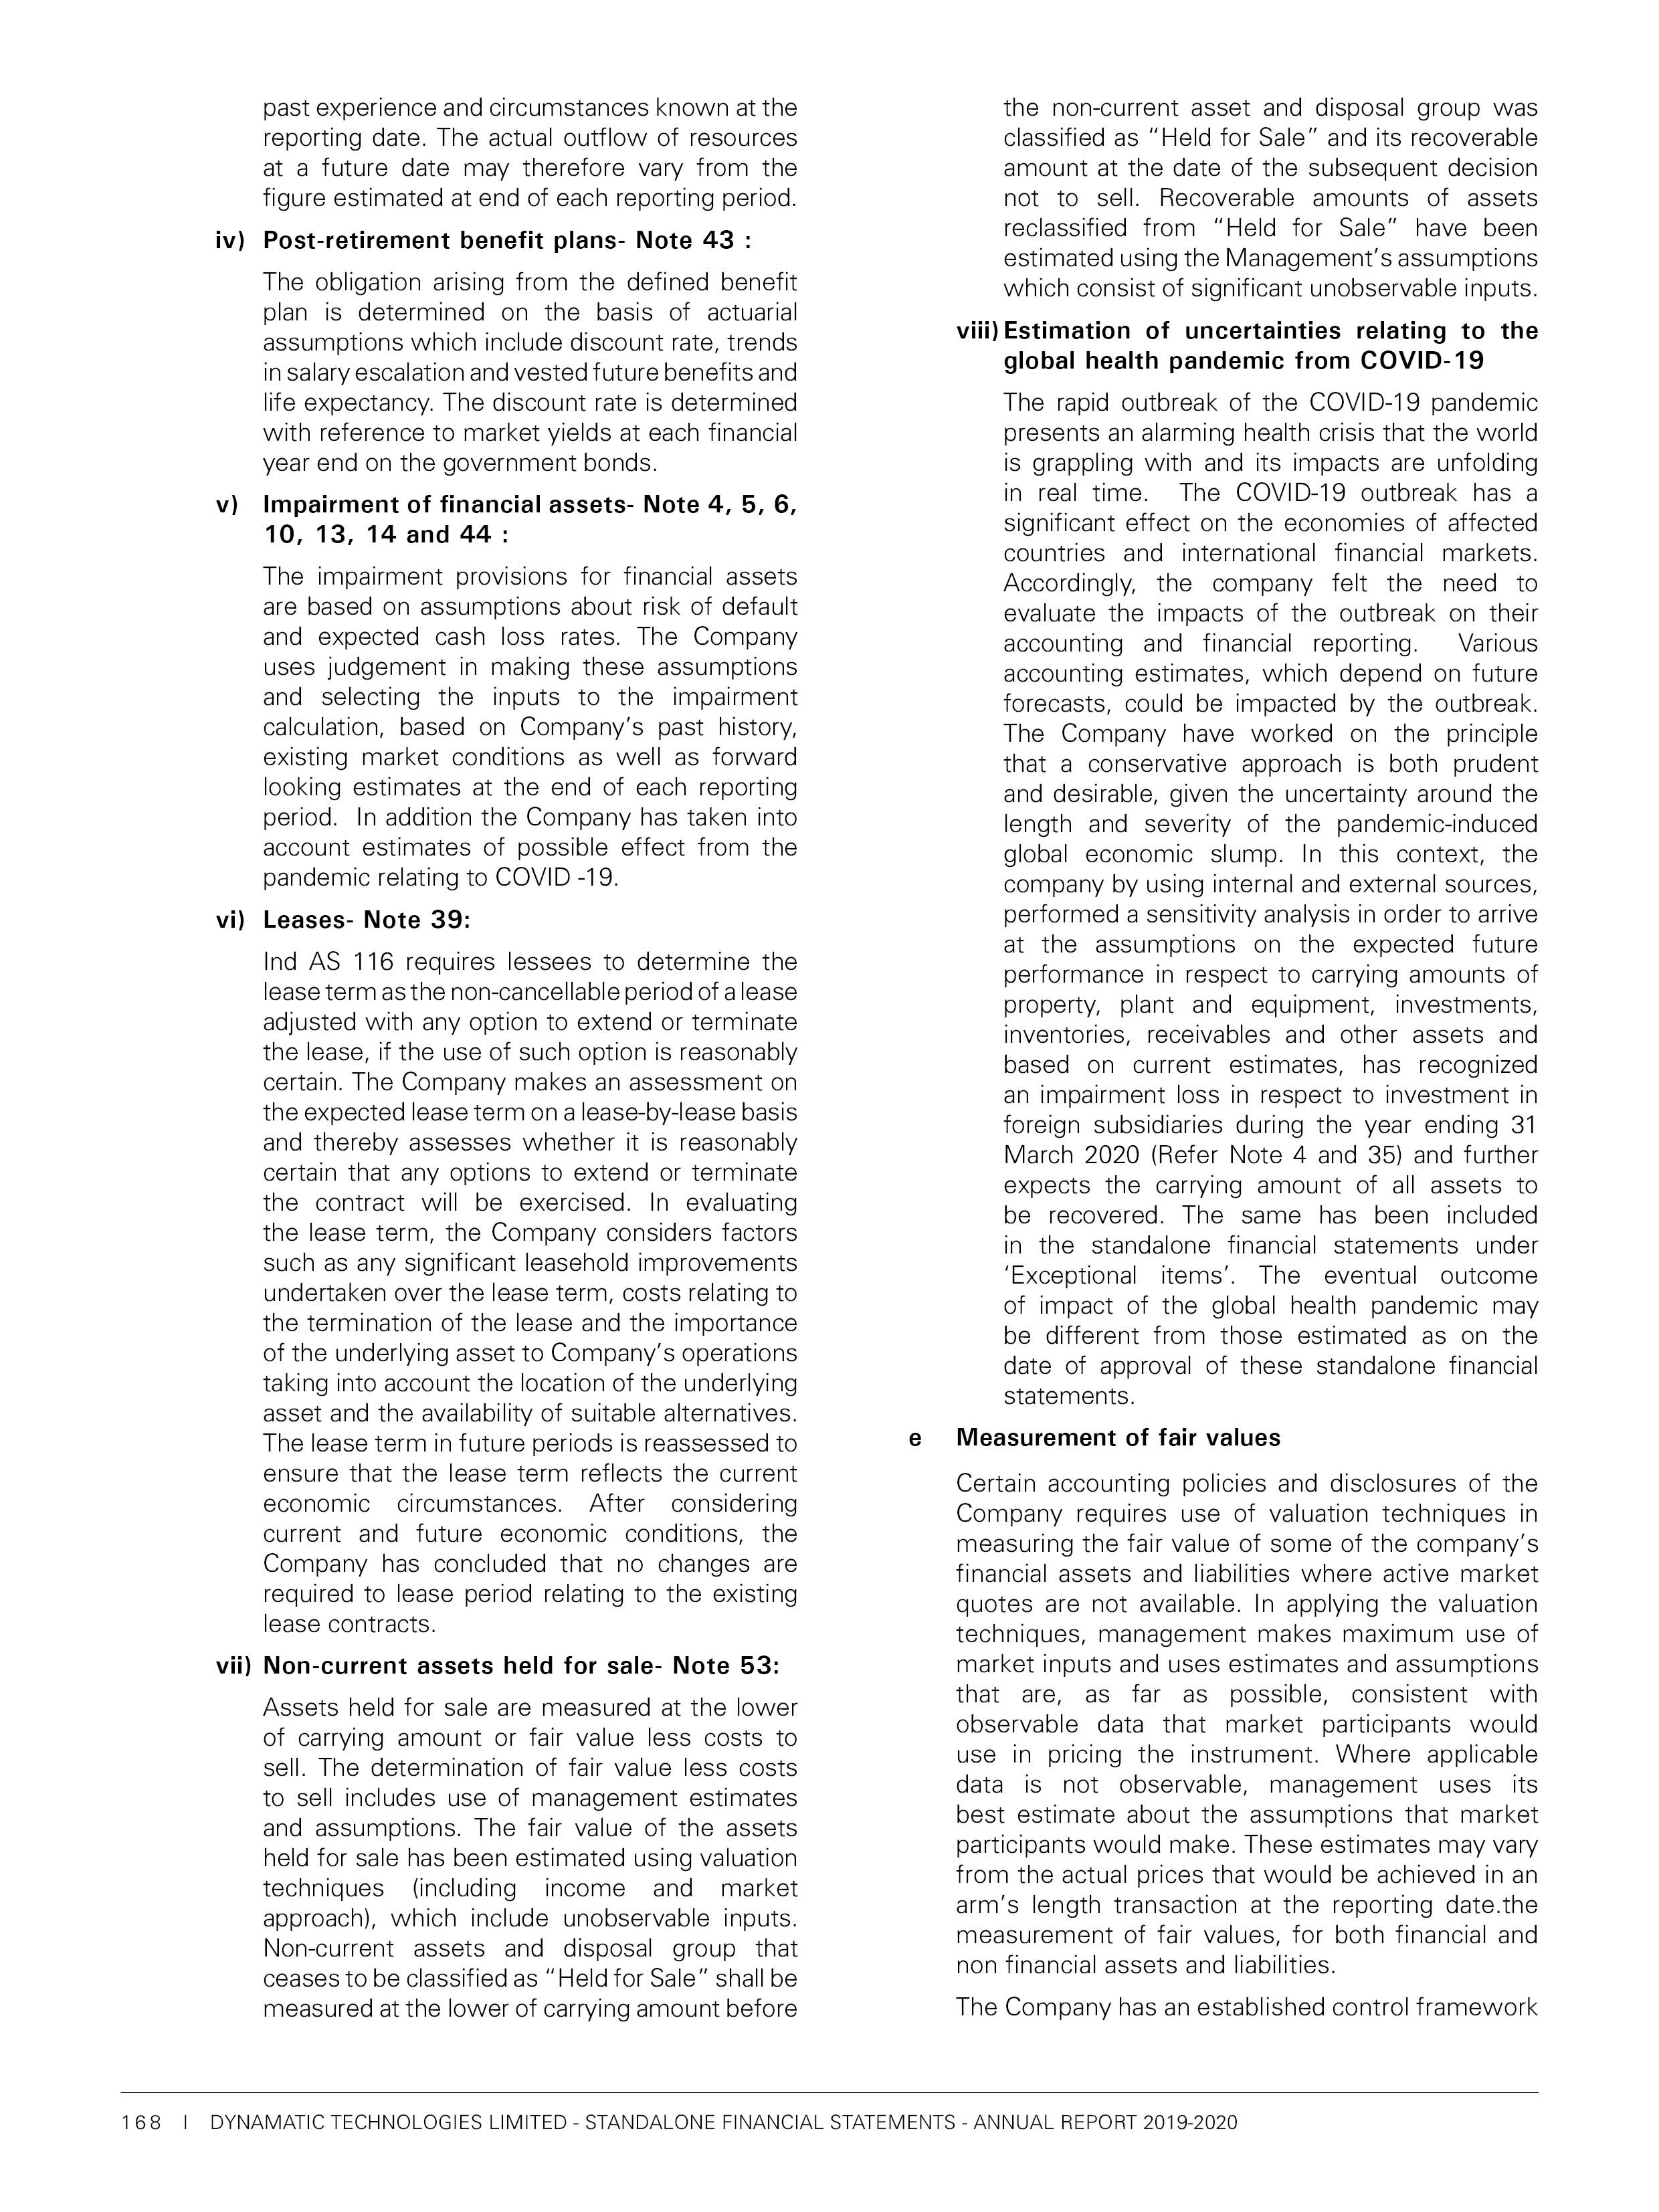 past experience and circumstances known at the
reporting date. The actual outflow of resources
at a future date may therefore vary from the
figure estimated at end of each reporting period.
iv) Post-retirement benefit plans- Note 43 :
The obligation arising from the defined benefit
plan is determined on the basis of actuarial
assumptions which include discount rate, trends
in salary escalation and vested future benefits and
life expectancy. The discount rate is determined
with reference to market yields at each financial
year end on the government bonds.
v) Impairment of financial assets- Note 4, 5, 6,
10, 13, 14 and 44 :
The impairment provisions for financial assets
are based on assumptions about risk of default
and expected cash loss rates. The Company
uses judgement in making these assumptions
and selecting the inputs to the impairment
calculation, based on Company's past history,
existing market conditions as well as forward
looking estimates at the end of each reporting
period. In addition the Company has taken into
account estimates of possible effect from the
pandemic relating to COVID -19.
vi) Leases- Note 39:
Ind AS 116 requires lessees to determine the
lease term as the non-cancellable period of a lease
adjusted with any option to extend or terminate
the lease, if the use of such option is reasonably
certain. The Company makes an assessment on
the expected lease term on a lease-by-lease basis
and thereby assesses whether it is reasonably
certain that any options to extend or terminate
the contract will be exercised. In evaluating
the lease term, the Company considers factors
such as any significant leasehold improvements
undertaken over the lease term, costs relating to
the termination of the lease and the importance
of the underlying asset to Company's operations
taking into account the location of the underlying
asset and the availability of suitable alternatives.
The lease term in future periods is reassessed to
ensure that the lease term reflects the current
economic circumstances. After considering
current and future economic conditions, the
Company has concluded that no changes are
required to lease period relating to the existing
lease contracts.
vii) Non-current assets held for sale- Note 53:
Assets held for sale are measured at the lower
of carrying amount or fair value less costs to
sell. The determination of fair value less costs
to sell includes use of management estimates
and assumptions. The fair value of the assets
held for sale has been estimated using valuation
techniques (including income and market
approach), which include unobservable inputs.
Non-current assets and disposal group that
ceases to be classified as "Held for Sale" shall be
measured at the lower of carrying amount before
the non-current asset and disposal group was
classified as "Held for Sale" and its recoverable
amount at the date of the subsequent decision
not to sell. Recoverable amounts of assets
reclassified from "Held for Sale" have been
estimated using the Management's assumptions
which consist of significant unobservable inputs.
viii) Estimation of uncertainties relating to the
global health pandemic from COVID-19
The rapid outbreak of the COVID-19 pandemic
presents an alarming health crisis that the world
is grappling with and its impacts are unfolding
in real time. The COVID-19 outbreak has a
significant effect on the economies of affected
countries and international financial markets.
Accordingly, the company felt the need to
evaluate the impacts of the outbreak on their
accounting and financial reporting. Various
accounting estimates, which depend on future
forecasts, could be impacted by the outbreak.
The Company have worked on the principle
that a conservative approach is both prudent
and desirable, given the uncertainty around the
length and severity of the pandemic-induced
global economic slump. In this context, the
company by using internal and external sources,
performed a sensitivity analysis in order to arrive
at the assumptions on the expected future
performance in respect to carrying amounts of
property, plant and equipment, investments,
inventories, receivables and other assets and
based on current estimates, has recognized
an impairment loss in respect to investment in
foreign subsidiaries during the year ending 31
March 2020 (Refer Note 4 and 35) and further
expects the carrying amount of all assets to
be recovered. The same has been included
in the standalone financial statements under
'Exceptional items'. The eventual outcome
of impact of the global health pandemic may
be different from those estimated as on the
date of approval of these standalone financial
statements.
e Measurement of fair values
Certain accounting policies and disclosures of the
Company requires use of valuation techniques in
measuring the fair value of some of the company's
financial assets and liabilities where active market
quotes are not available. In applying the valuation
techniques, management makes maximum use of
market inputs and uses estimates and assumptions
that are, as far as possible, consistent with
observable data that market participants would
use in pricing the instrument. Where applicable
data is not observable, management uses its
best estimate about the assumptions that market
participants would make. These estimates may vary
from the actual prices that would be achieved in an
arm's length transaction at the reporting date.the
measurement of fair values, for both financial and
non financial assets and liabilities.
The Company has an established control framework
168 I DYNAMATIC TECHNOLOGIES LIMITED - STANDALONE FINANCIAL STATEMENTS - ANNUAL REPORT 2019-2020